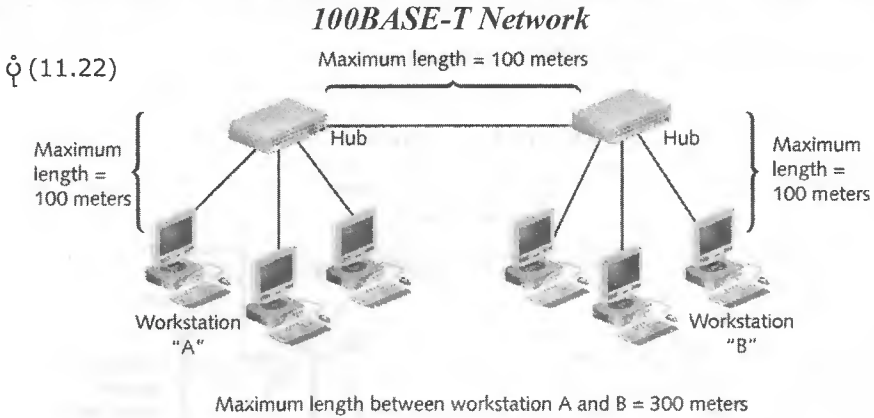 100BASE-T Network
(11.22)
Maximum length = 100 meters
Hub
Hub
Maximum
length =
100 meters
Maximum
length =
100 meters
Workstation
"A"
Workstation
"B"
Maximum length between workstation A and B = 300 meters